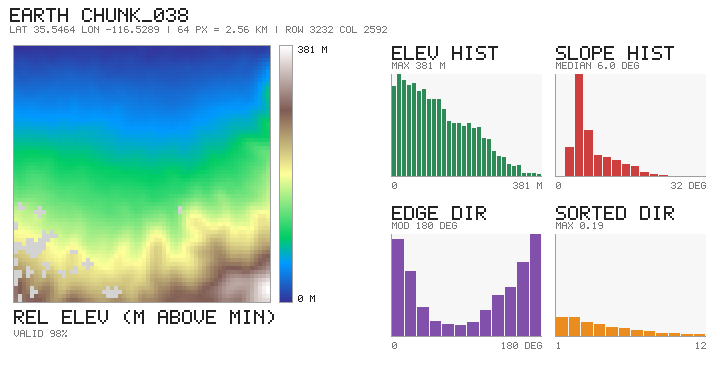 EARTH CHUNK_038
LAT 35.5464 LON -116.5289 | 64 PX = 2.56 KM | ROW 3232 COL 2592
381 M
0 M
REL ELEV (M ABOVE MIN)
VALID 98%
ELEV HIST
MAX 381 M
0 381 M
SLOPE HIST
MEDIAN 6.0 DEG
0 32 DEG
EDGE DIR
MOD 180 DEG
0 180 DEG
SORTED DIR
MAX 0.19
1 12